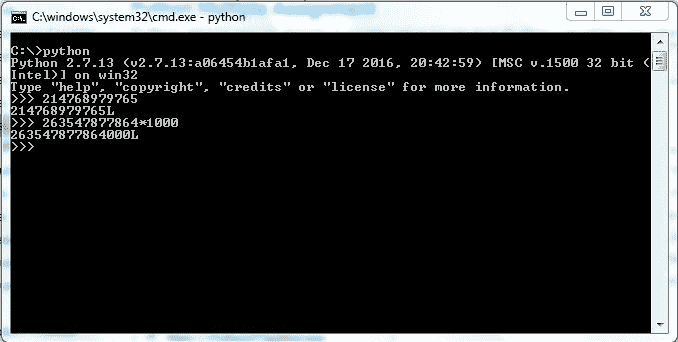 C:\windows\system32\cmd.exe - python
C:\>python
Python 2.7.13 (v2.7.13:a06454b1afa1, Dec 17 2016, 20:42:59) [MSC v.1500 32 bit (
Intel)] on win32
Type "help", "copyright", "credits" or "license" for more information.
>>> 214768979765
214768979765L
>>> 263547877864*1000
263547877864000L
>>>